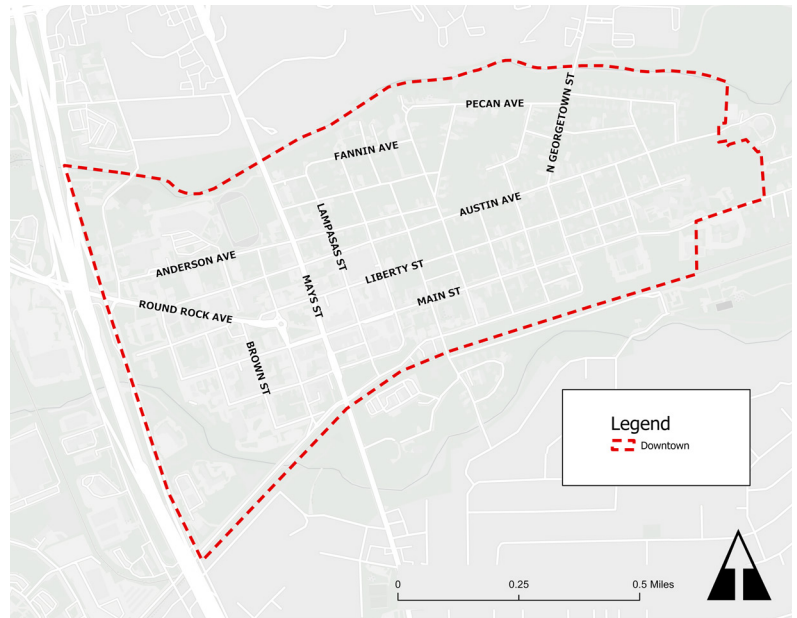 PECAN AVE
N GEORGETOWN ST
FANNIN AVE
AUSTIN AVE
LAMPASAS ST
ANDERSON AVE
LIBERTY ST
MAYS ST
MAIN ST
ROUND ROCK AVE
BROWN ST
Legend
Downtown
0 0.25 0.5 Miles